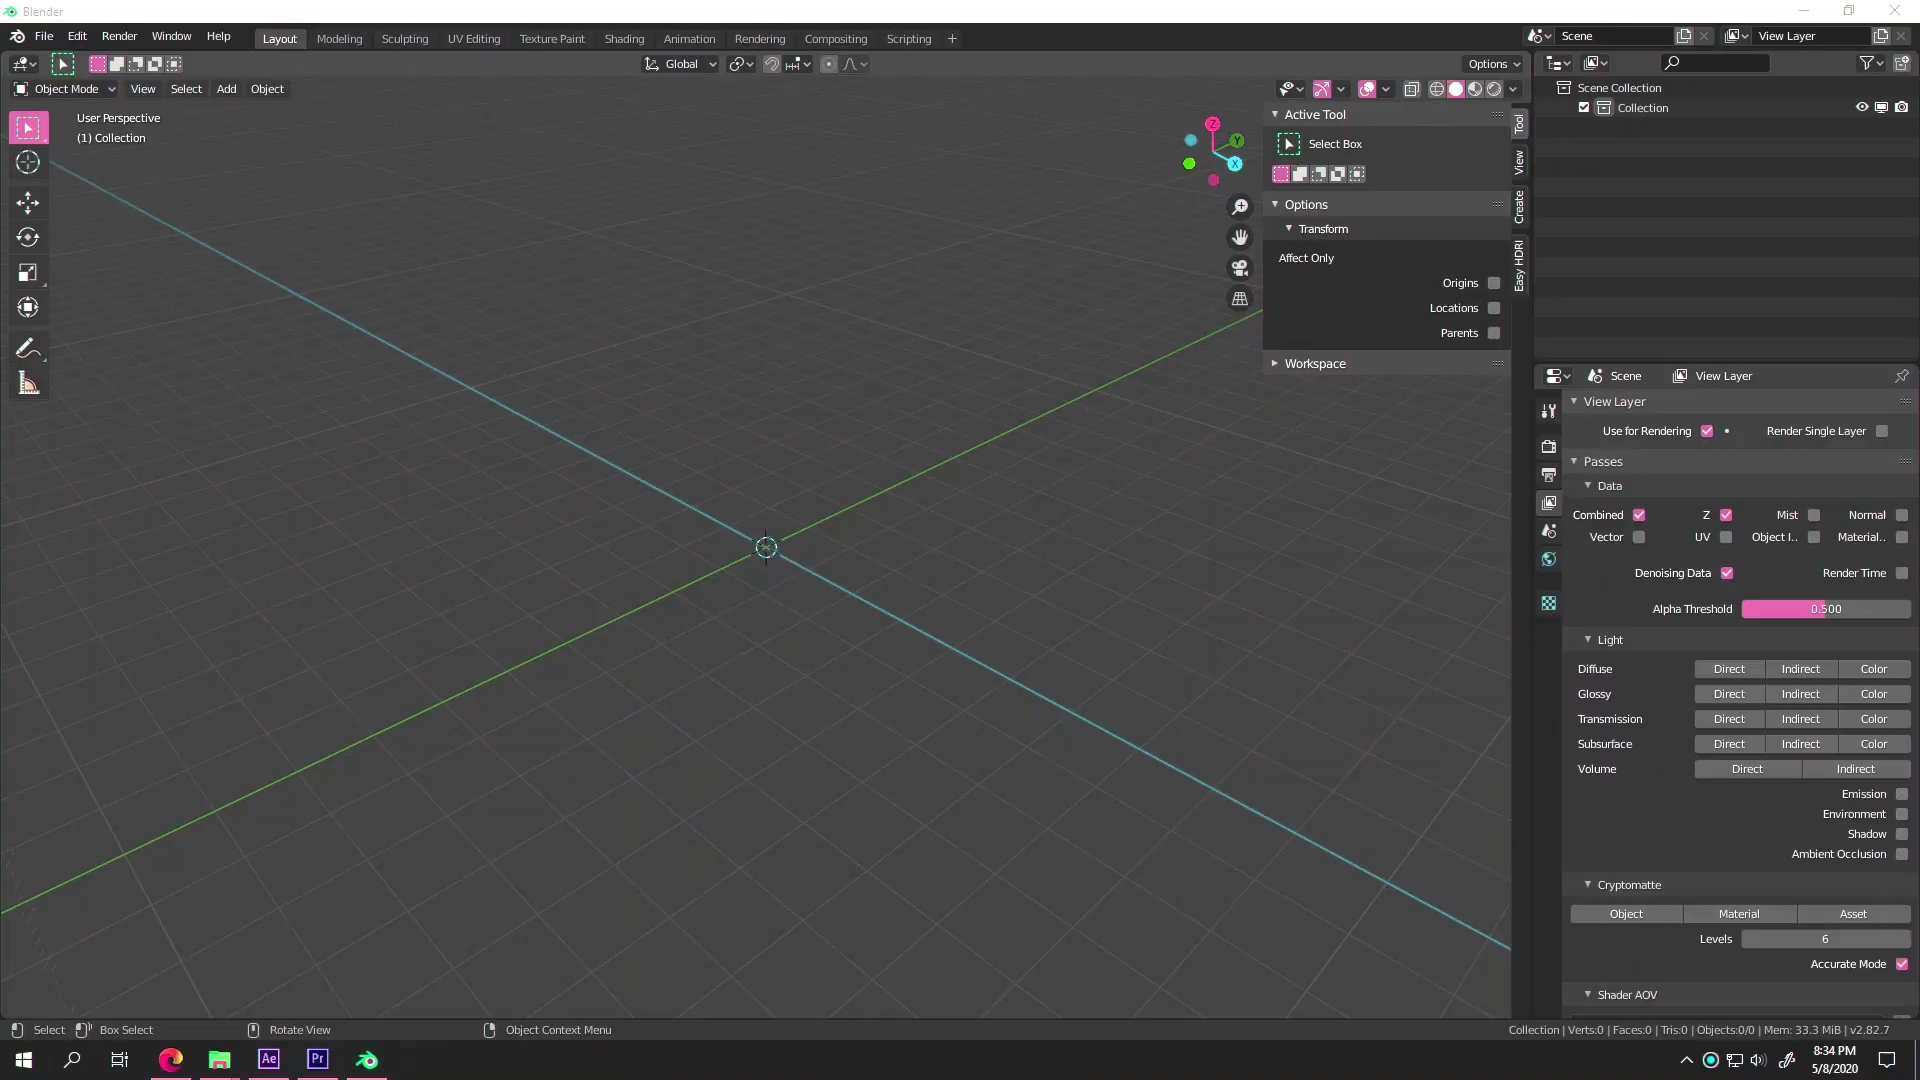 Blender
File Edit Render Window Help Layout Modeling Sculpting UV Editing Texture Paint Shading Animation Rendering Compositing Scripting + Scene View Layer
Global Options
Object Mode View Select Add Object
User Perspective
(1) Collection
Z
Y
X
Active Tool
Select Box
Options
Transform
Affect Only
Origins
Locations
Parents
Workspace
Tool
View
Create
Easy HDRI
Scene Collection
Collection
Scene View Layer
View Layer
Use for Rendering Render Single Layer
Passes
Data
Combined Z Mist Normal
Vector UV Object I.. Material..
Denoising Data Render Time
Alpha Threshold 0.500
Light
Diffuse Direct Indirect Color
Glossy Direct Indirect Color
Transmission Direct Indirect Color
Subsurface Direct Indirect Color
Volume Direct Indirect
Emission
Environment
Shadow
Ambient Occlusion
Cryptomatte
Object Material Asset
Levels 6
Accurate Mode
Shader AOV
Select Box Select Rotate View Object Context Menu Collection | Verts:0 | Faces:0 | Tris:0 | Objects:0/0 | Mem: 33.3 MiB | v2.82.7
Ae Pr
8:34 PM
5/8/2020